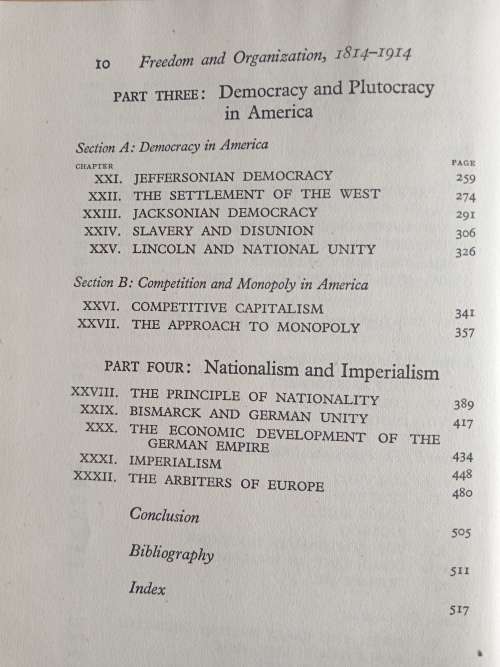 10 Freedom and Organization, 1814–1914
PART THREE: Democracy and Plutocracy
in America
Section A: Democracy in America
CHAPTER PAGE
XXI. JEFFERSONIAN DEMOCRACY 259
XXII. THE SETTLEMENT OF THE WEST 274
XXIII. JACKSONIAN DEMOCRACY 291
XXIV. SLAVERY AND DISUNION 306
XXV. LINCOLN AND NATIONAL UNITY 326
Section B: Competition and Monopoly in America
XXVI. COMPETITIVE CAPITALISM 341
XXVII. THE APPROACH TO MONOPOLY 357
PART FOUR: Nationalism and Imperialism
XXVIII. THE PRINCIPLE OF NATIONALITY 389
XXIX. BISMARCK AND GERMAN UNITY 417
XXX. THE ECONOMIC DEVELOPMENT OF THE
GERMAN EMPIRE 434
XXXI. IMPERIALISM 448
XXXII. THE ARBITERS OF EUROPE 480
Conclusion 505
Bibliography 511
Index 517